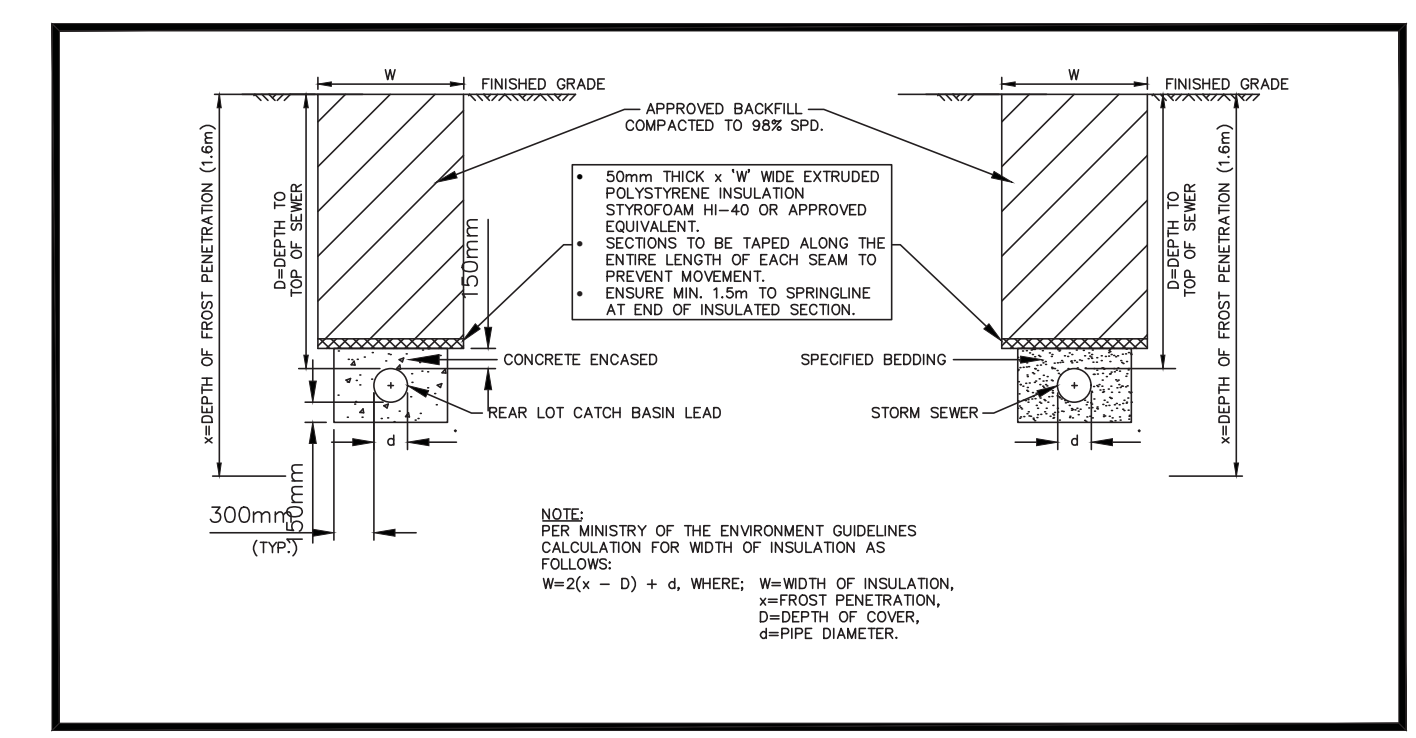 W
FINISHED GRADE
W
FINISHED GRADE
APPROVED BACKFILL
COMPACTED TO 98% SPD.
x=DEPTH OF FROST PENETRATION (1.6m)
D=DEPTH TO
TOP OF SEWER
150mm
• 50mm THICK x 'W' WIDE EXTRUDED
POLYSTYRENE INSULATION
STYROFOAM HI-40 OR APPROVED
EQUIVALENT.
• SECTIONS TO BE TAPED ALONG THE
ENTIRE LENGTH OF EACH SEAM TO
PREVENT MOVEMENT.
• ENSURE MIN. 1.5m TO SPRINGLINE
AT END OF INSULATED SECTION.
D=DEPTH TO
TOP OF SEWER
x=DEPTH OF FROST PENETRATION (1.6m)
CONCRETE ENCASED
SPECIFIED BEDDING
REAR LOT CATCH BASIN LEAD
STORM SEWER
d
d
150mm
300mm
(TYP.)
NOTE:
PER MINISTRY OF THE ENVIRONMENT GUIDELINES
CALCULATION FOR WIDTH OF INSULATION AS
FOLLOWS:
W=2(x − D) + d, WHERE; W=WIDTH OF INSULATION,
x=FROST PENETRATION,
D=DEPTH OF COVER,
d=PIPE DIAMETER.